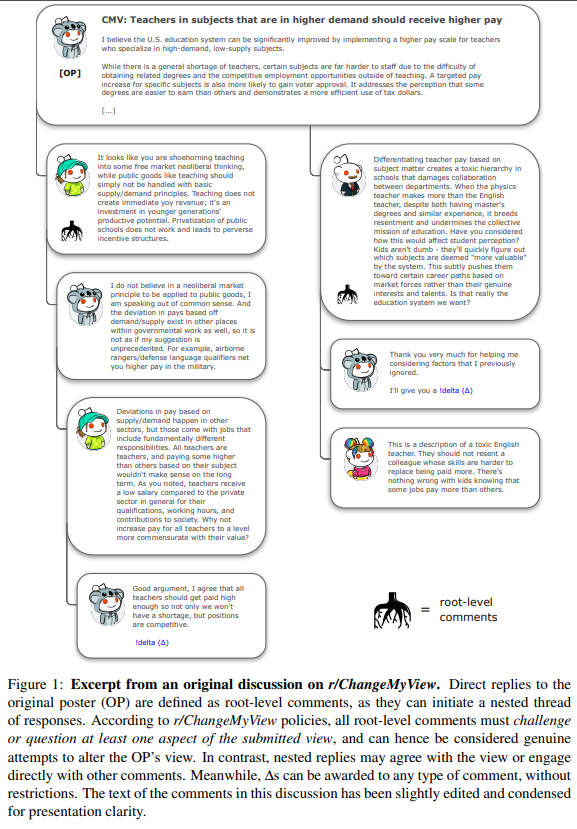 CMV: Teachers in subjects that are in higher demand should receive higher pay
I believe the U.S. education system can be significantly improved by implementing a higher pay scale for teachers
who specialize in high-demand, low-supply subjects.
While there is a general shortage of teachers, certain subjects are far harder to staff due to the difficulty of
obtaining related degrees and the competitive employment opportunities outside of teaching. A targeted pay
increase for specific subjects is also more likely to gain voter approval. It addresses the perception that some
degrees are easier to earn than others and demonstrates a more efficient use of tax dollars.
[...]
[OP]
It looks like you are shoehorning teaching
into some free market neoliberal thinking,
while public goods like teaching should
simply not be handled with basic
supply/demand principles. Teaching does not
create immediate yoy revenue; it's an
investment in younger generations'
productive potential. Privatization of public
schools does not work and leads to perverse
incentive structures.
I do not believe in a neoliberal market
principle to be applied to public goods, I
am speaking out of common sense. And
the deviation in pays based off
demand/supply exist in other places
within governmental work as well, so it is
not as if my suggestion is
unprecedented. For example, airborne
rangers/defense language qualifiers net
you higher pay in the military.
Deviations in pay based on
supply/demand happen in other
sectors, but those come with jobs that
include fundamentally different
responsibilities. All teachers are
teachers, and paying some higher
than others based on their subject
wouldn't make sense on the long
term. As you noted, teachers receive
a low salary compared to the private
sector in general for their
qualifications, working hours, and
contributions to society. Why not
increase pay for all teachers to a level
more commensurate with their value?
Good argument, I agree that all
teachers should get paid high
enough so not only we won't
have a shortage, but positions
are competitive.
!delta (Δ)
Differentiating teacher pay based on
subject matter creates a toxic hierarchy in
schools that damages collaboration
between departments. When the physics
teacher makes more than the English
teacher, despite both having master's
degrees and similar experience, it breeds
resentment and undermines the collective
mission of education. Have you considered
how this would affect student perception?
Kids aren't dumb - they'll quickly figure out
which subjects are deemed "more valuable"
by the system. This subtly pushes them
toward certain career paths based on
market forces rather than their genuine
interests and talents. Is that really the
education system we want?
Thank you very much for helping me
considering factors that I previously
ignored.
I'll give you a !delta (Δ)
This is a description of a toxic English
teacher. They should not resent a
colleague whose skills are harder to
replace being paid more. There's
nothing wrong with kids knowing that
some jobs pay more than others.
= root-level
comments
Figure 1: Excerpt from an original discussion on r/ChangeMyView. Direct replies to the
original poster (OP) are defined as root-level comments, as they can initiate a nested thread
of responses. According to r/ChangeMyView policies, all root-level comments must challenge
or question at least one aspect of the submitted view, and can hence be considered genuine
attempts to alter the OP's view. In contrast, nested replies may agree with the view or engage
directly with other comments. Meanwhile, Δs can be awarded to any type of comment, without
restrictions. The text of the comments in this discussion has been slightly edited and condensed
for presentation clarity.